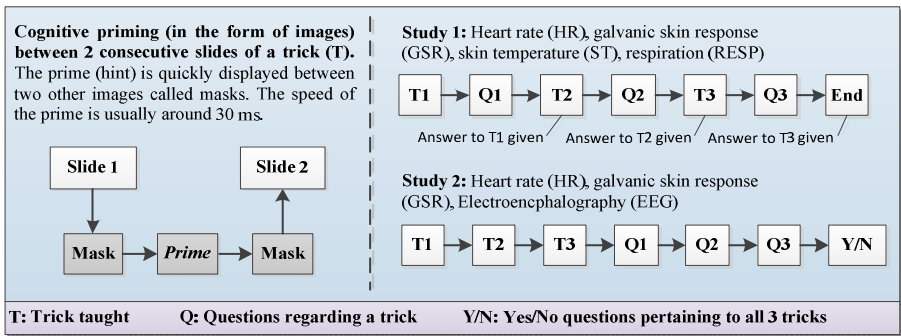 Cognitive priming (in the form of images)
between 2 consecutive slides of a trick (T).
The prime (hint) is quickly displayed between
two other images called masks. The speed of
the prime is usually around 30 ms.
Slide 1
Slide 2
Mask
Prime
Mask
Study 1: Heart rate (HR), galvanic skin response
(GSR), skin temperature (ST), respiration (RESP)
T1
Q1
T2
Q2
T3
Q3
End
Answer to T1 given
Answer to T2 given
Answer to T3 given
Study 2: Heart rate (HR), galvanic skin response
(GSR), Electroencphalography (EEG)
T1
T2
T3
Q1
Q2
Q3
Y/N
T: Trick taught
Q: Questions regarding a trick
Y/N: Yes/No questions pertaining to all 3 tricks